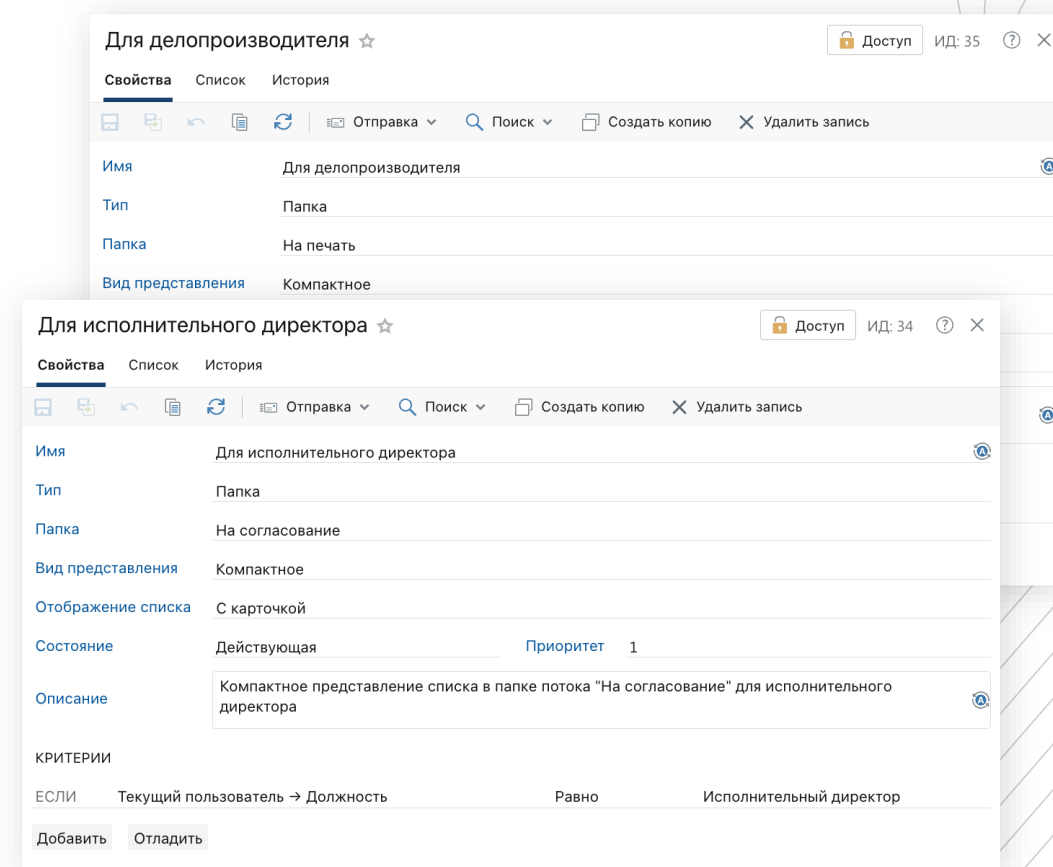 Для делопроизводителя
Доступ ИД: 35
Свойства Список История
Отправка Поиск Создать копию Удалить запись
Имя Для делопроизводителя
Тип Папка
Папка На печать
Вид представления Компактное
Для исполнительного директора
Доступ ИД: 34
Свойства Список История
Отправка Поиск Создать копию Удалить запись
Имя Для исполнительного директора
Тип Папка
Папка На согласование
Вид представления Компактное
Отображение списка С карточкой
Состояние Действующая Приоритет 1
Описание Компактное представление списка в папке потока "На согласование" для исполнительного
директора
КРИТЕРИИ
ЕСЛИ Текущий пользователь → Должность Равно Исполнительный директор
Добавить Отладить